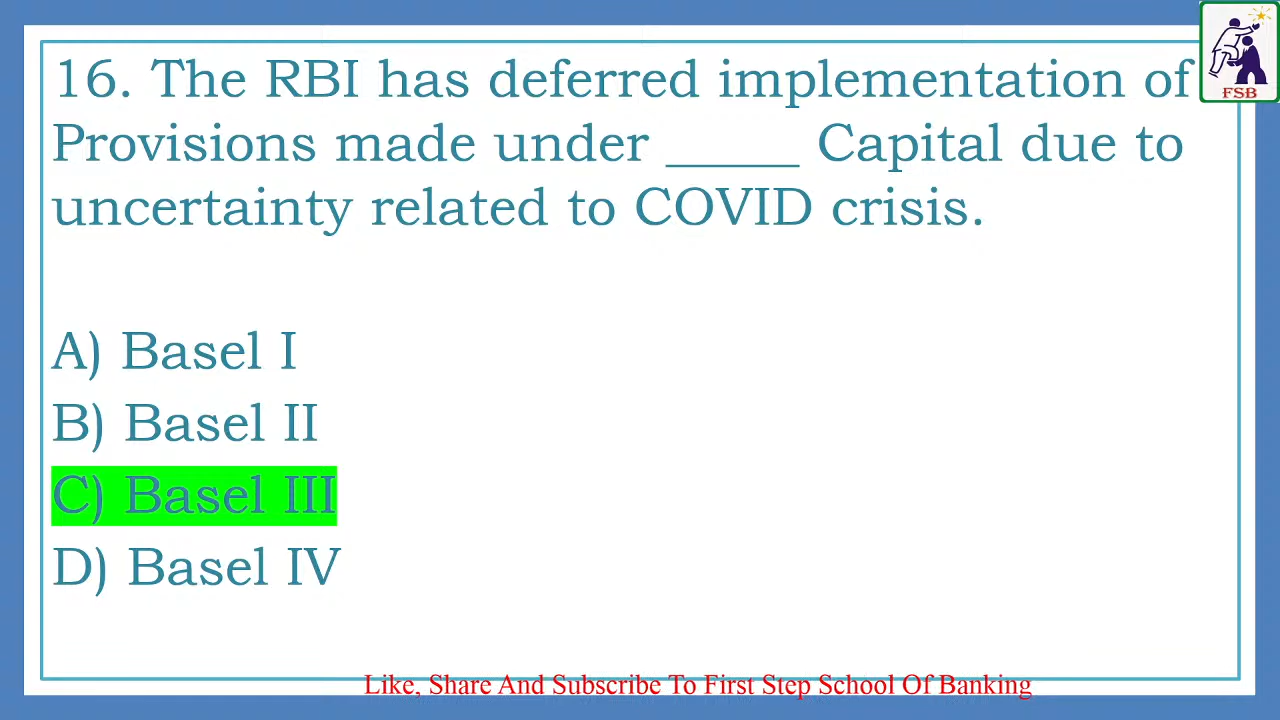 16. The RBI has deferred implementation of
Provisions made under _____ Capital due to
uncertainty related to COVID crisis.
A) Basel I
B) Basel II
C) Basel III
D) Basel IV
Like, Share And Subscribe To First Step School Of Banking
FSB